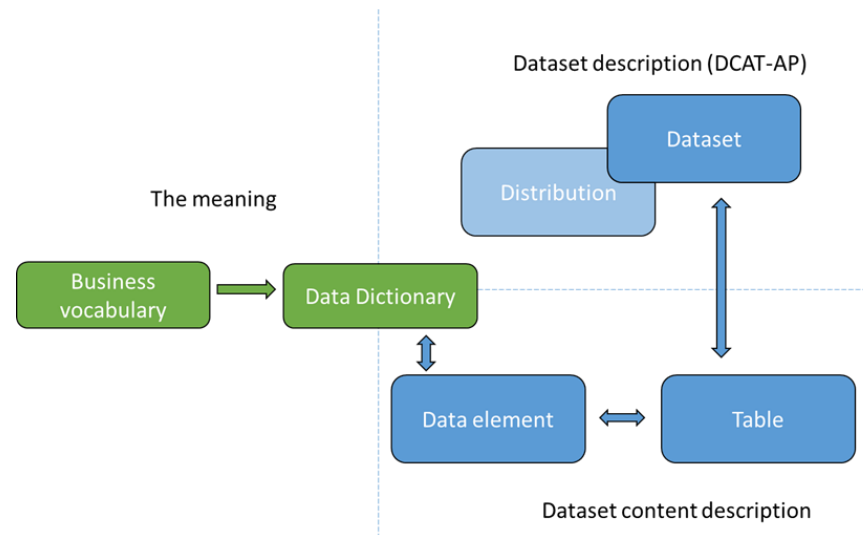 Dataset description (DCAT-AP)
Dataset
Distribution
The meaning
Business
vocabulary
Data Dictionary
Data element
Table
Dataset content description